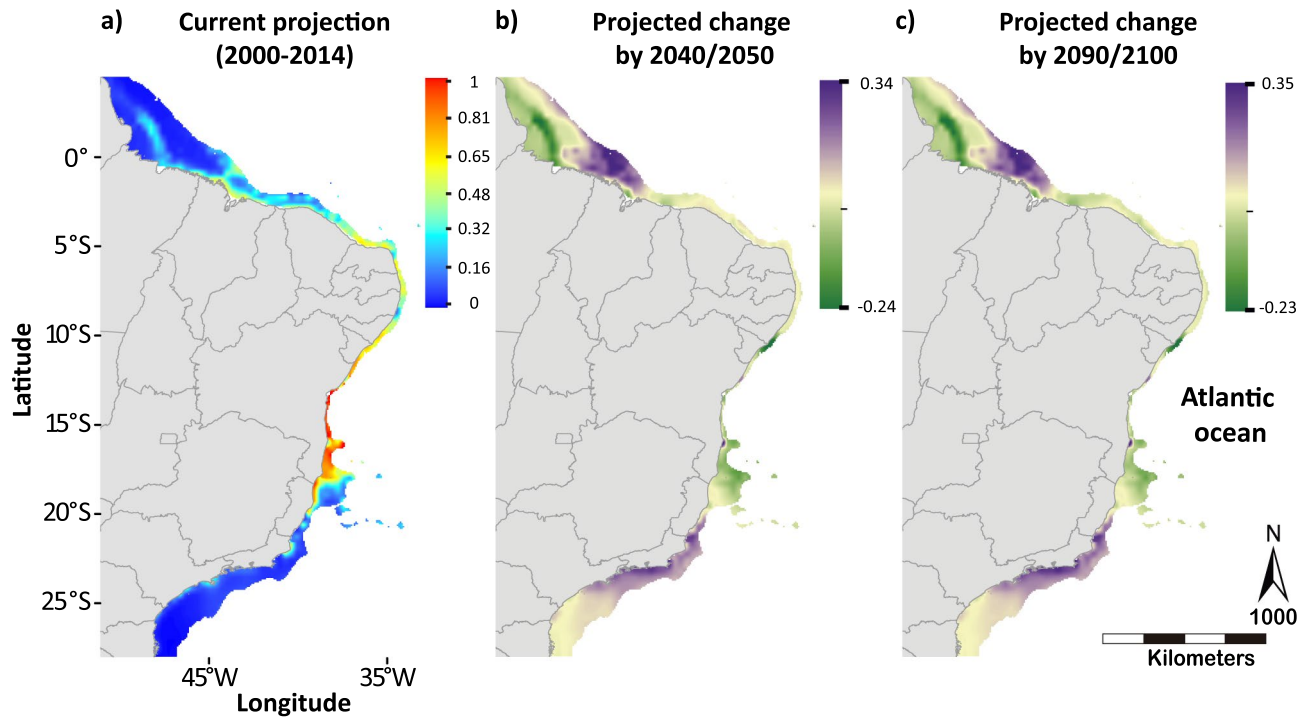 a) Current projection
(2000-2014)
b) Projected change
by 2040/2050
c) Projected change
by 2090/2100
1
0.81
0.65
0.48
0.32
0.16
0
0.34
-0.24
0.35
-0.23
0°
5°S
10°S
15°S
20°S
25°S
Latitude
45°W
35°W
Longitude
Atlantic
ocean
N
1000
Kilometers